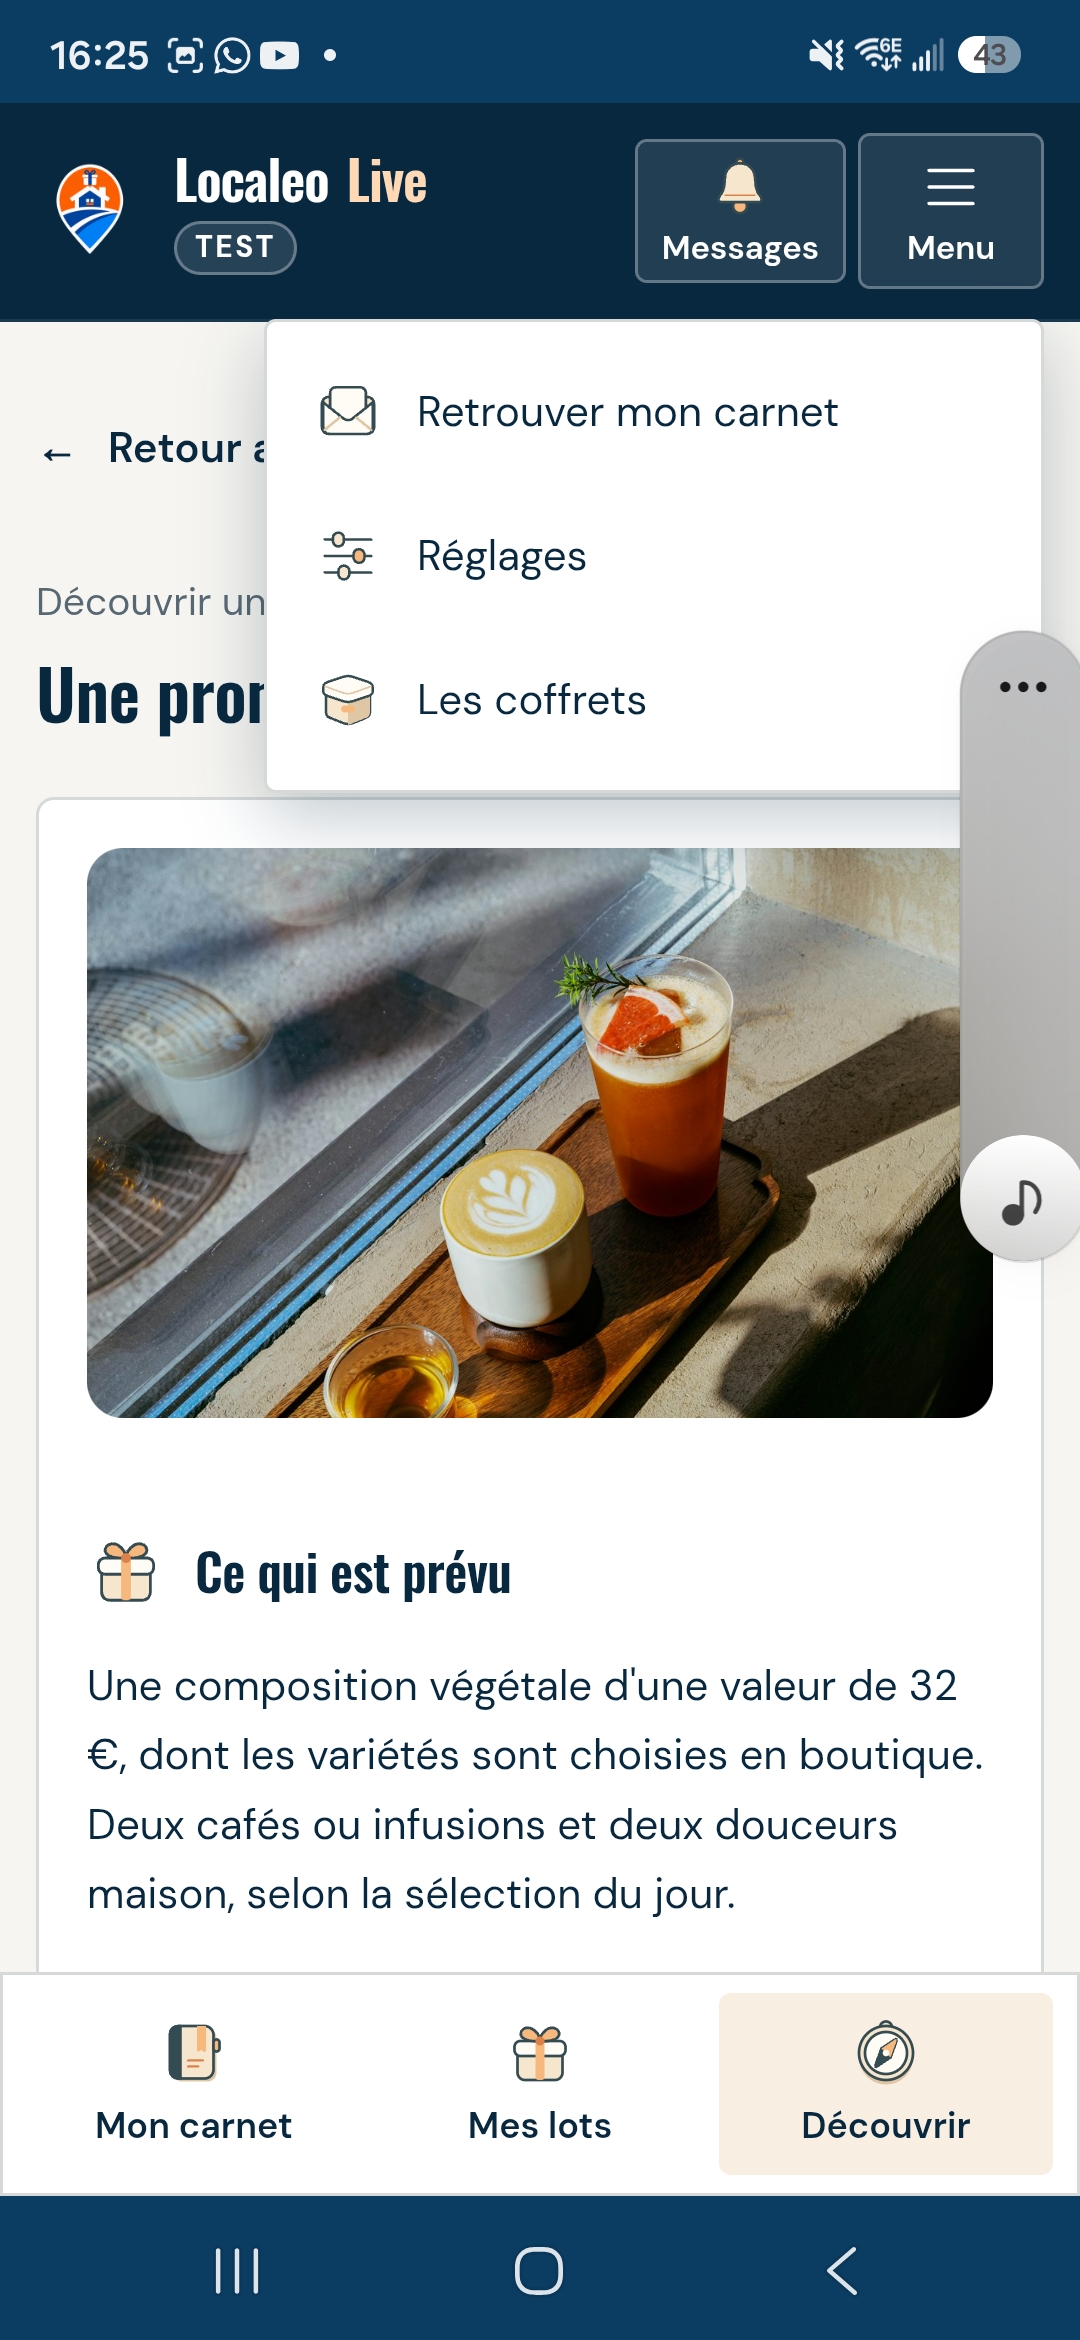 16:25
6E
43
Localeo Live
TEST
Messages
Menu
Retrouver mon carnet
← Retour
Réglages
Découvrir un
Les coffrets
Une
Ce qui est prévu
Une composition végétale d'une valeur de 32
€, dont les variétés sont choisies en boutique.
Deux cafés ou infusions et deux douceurs
maison, selon la sélection du jour.
Mon carnet
Mes lots
Découvrir